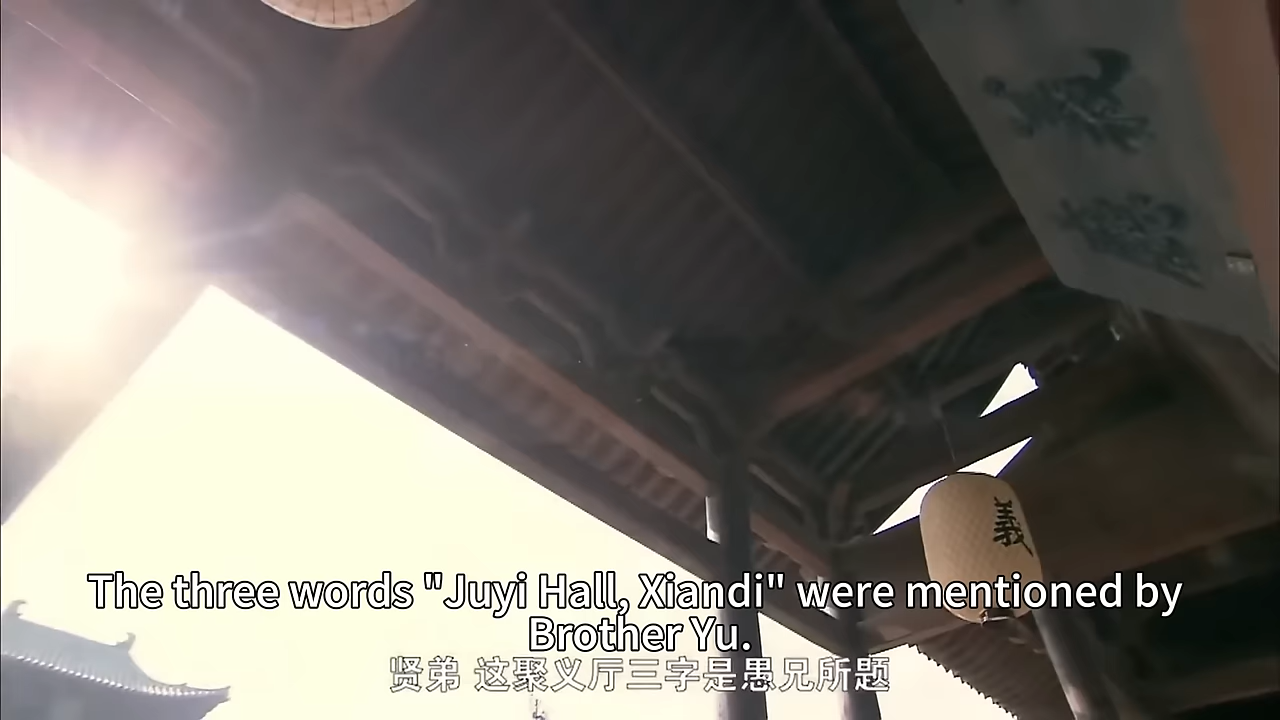 義
The three words "Juyi Hall, Xiandi" were mentioned by
Brother Yu.
贤弟 这聚义厅三字是愚兄所题